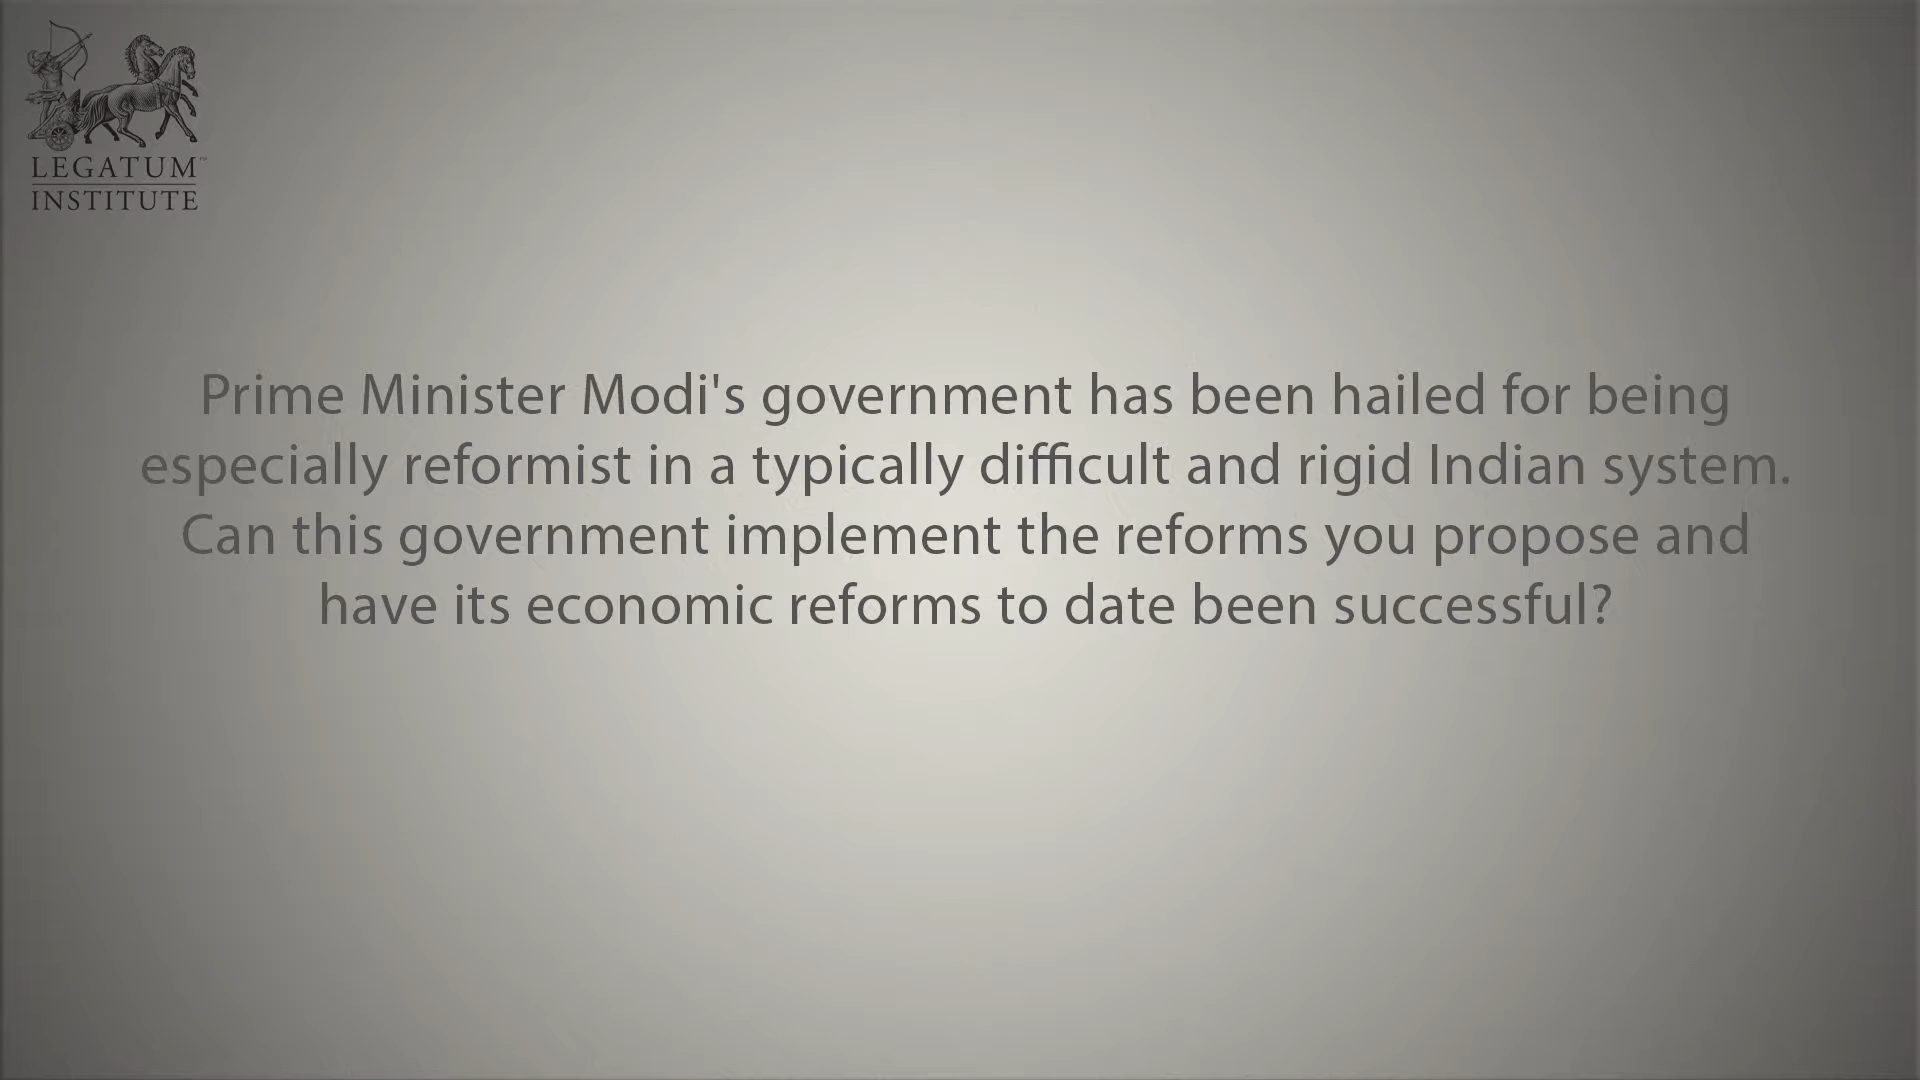 LEGATUM™
INSTITUTE
Prime Minister Modi's government has been hailed for being
especially reformist in a typically difficult and rigid Indian system.
Can this government implement the reforms you propose and
have its economic reforms to date been successful?